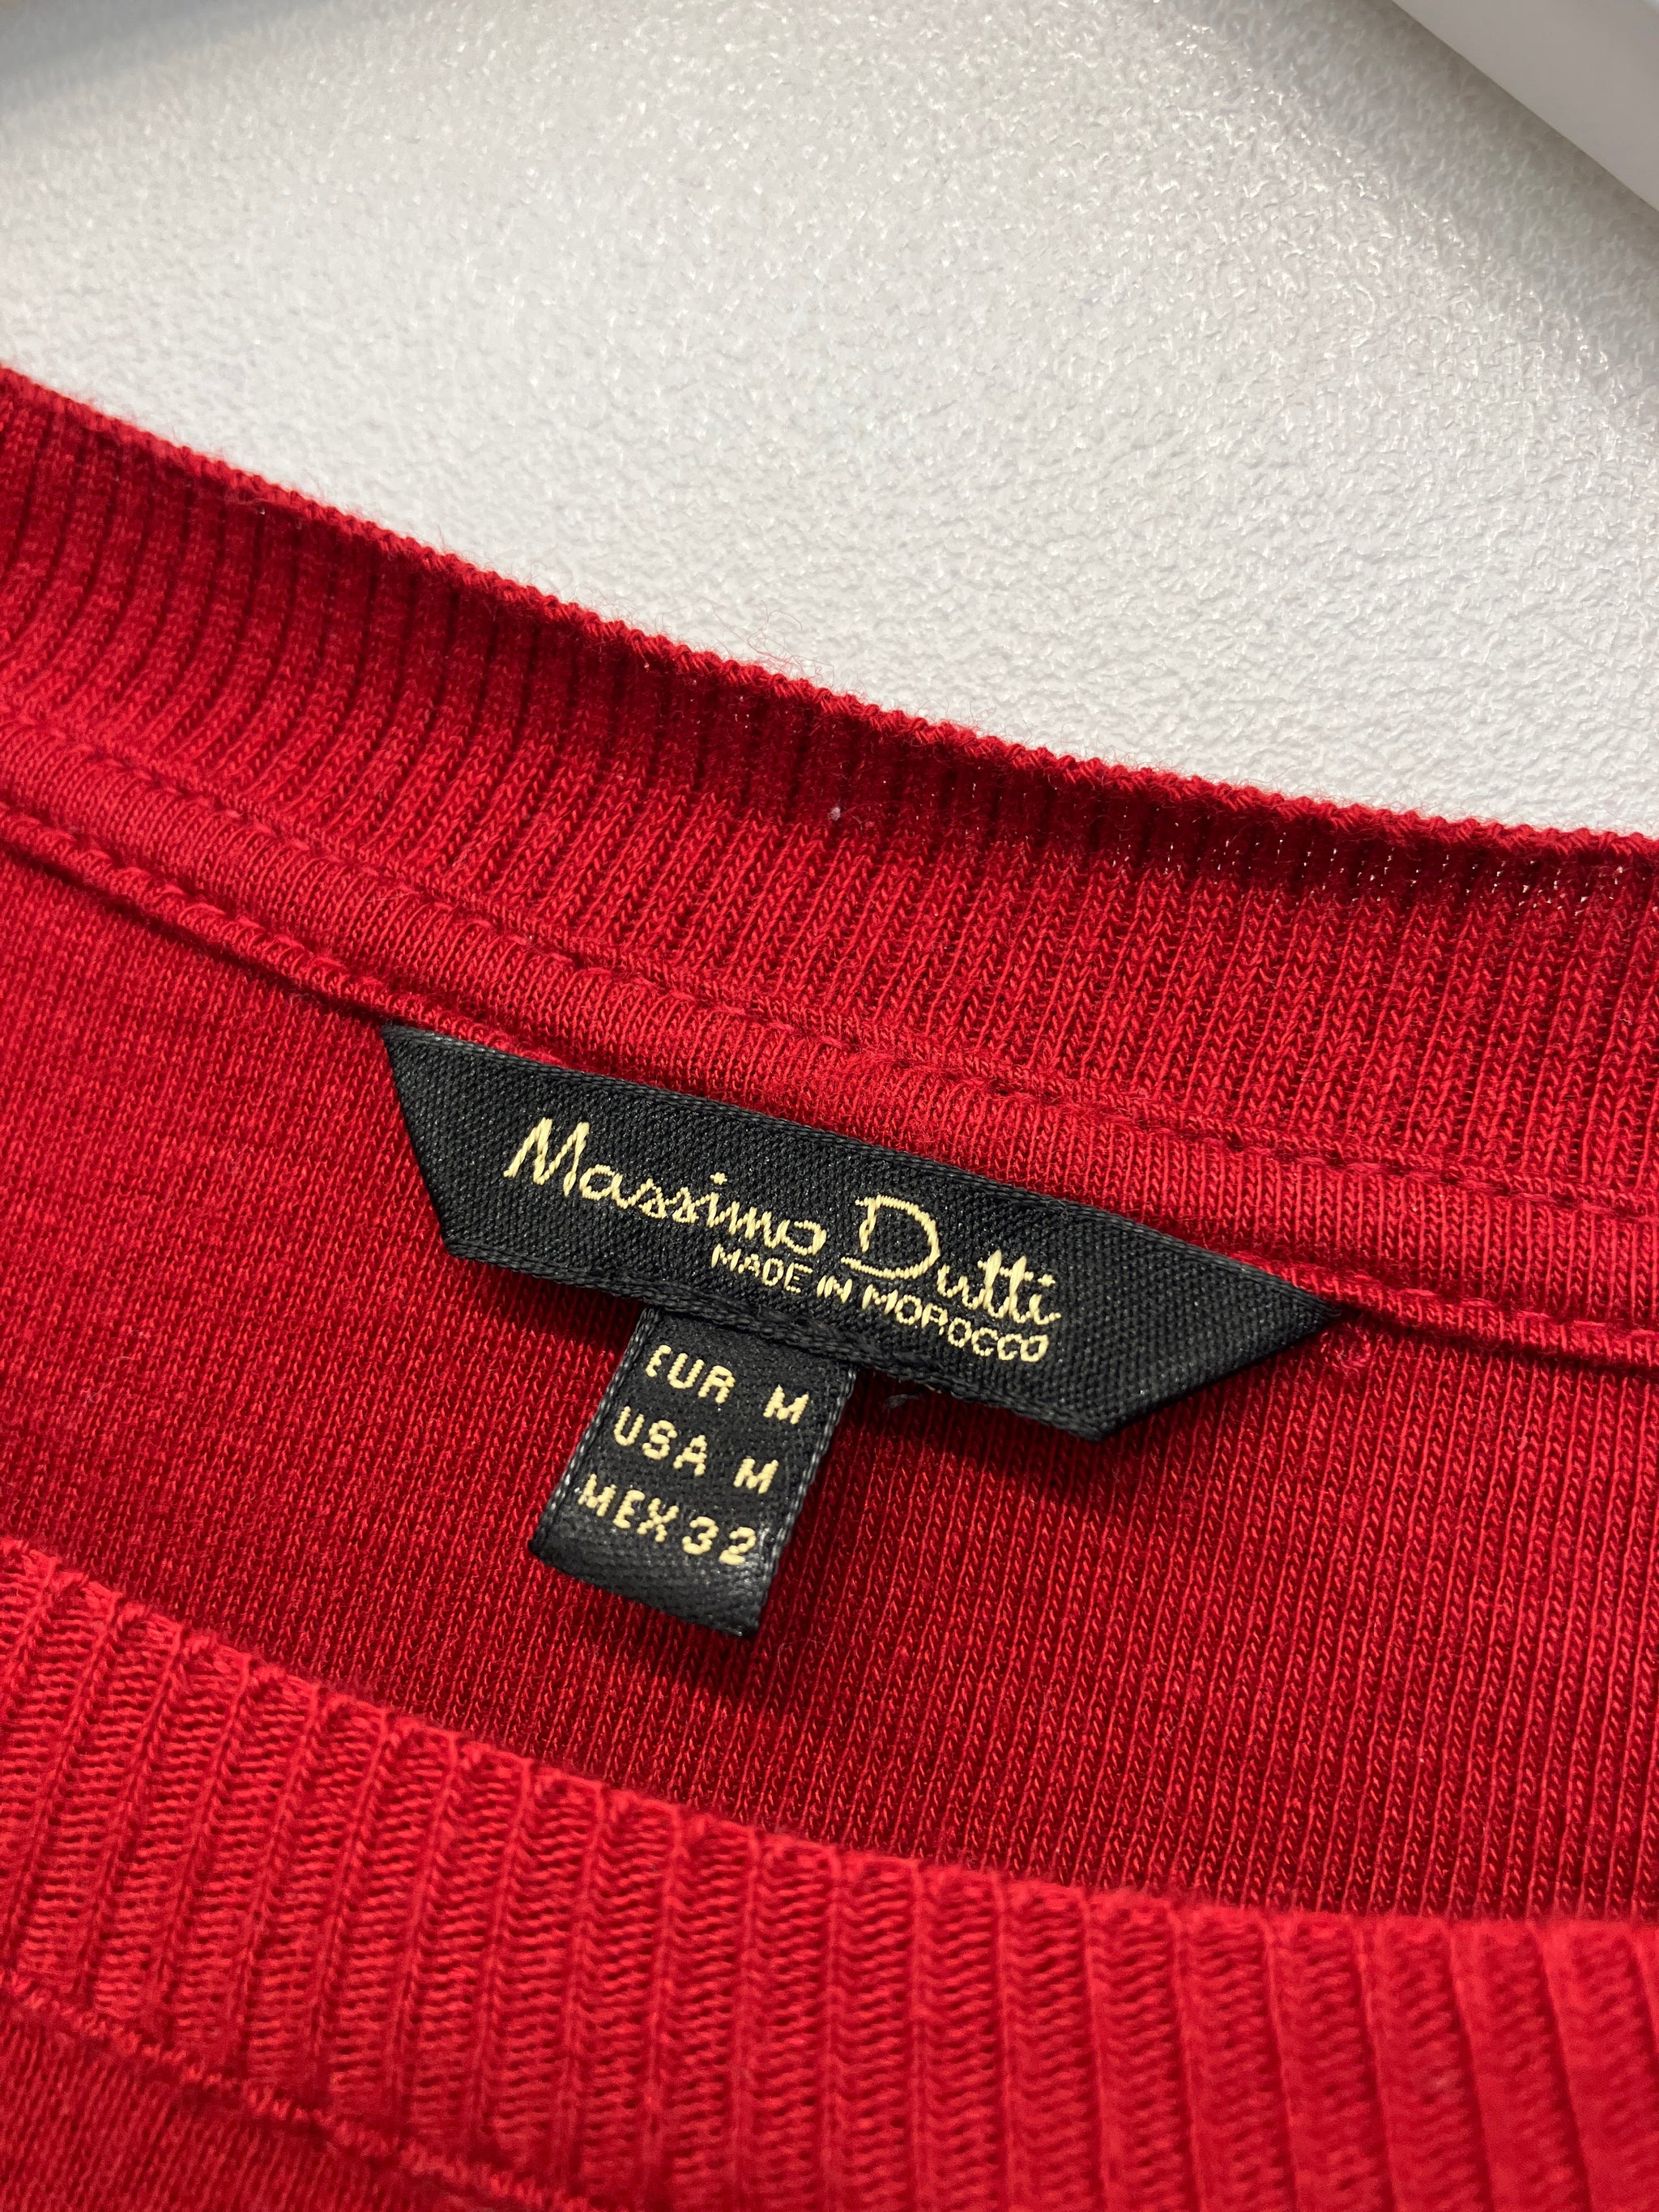 Massimo Dutti
MADE IN MOROCCO
EUR M
USA M
MEX 32